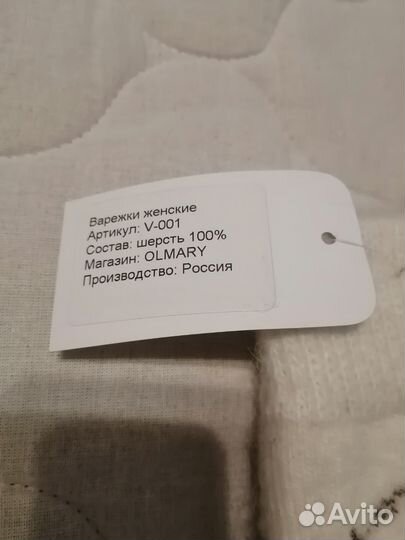 Варежки женские
Артикул: V-001
Состав: шерсть 100%
Магазин: OLMARY
Производство: Россия
Avito